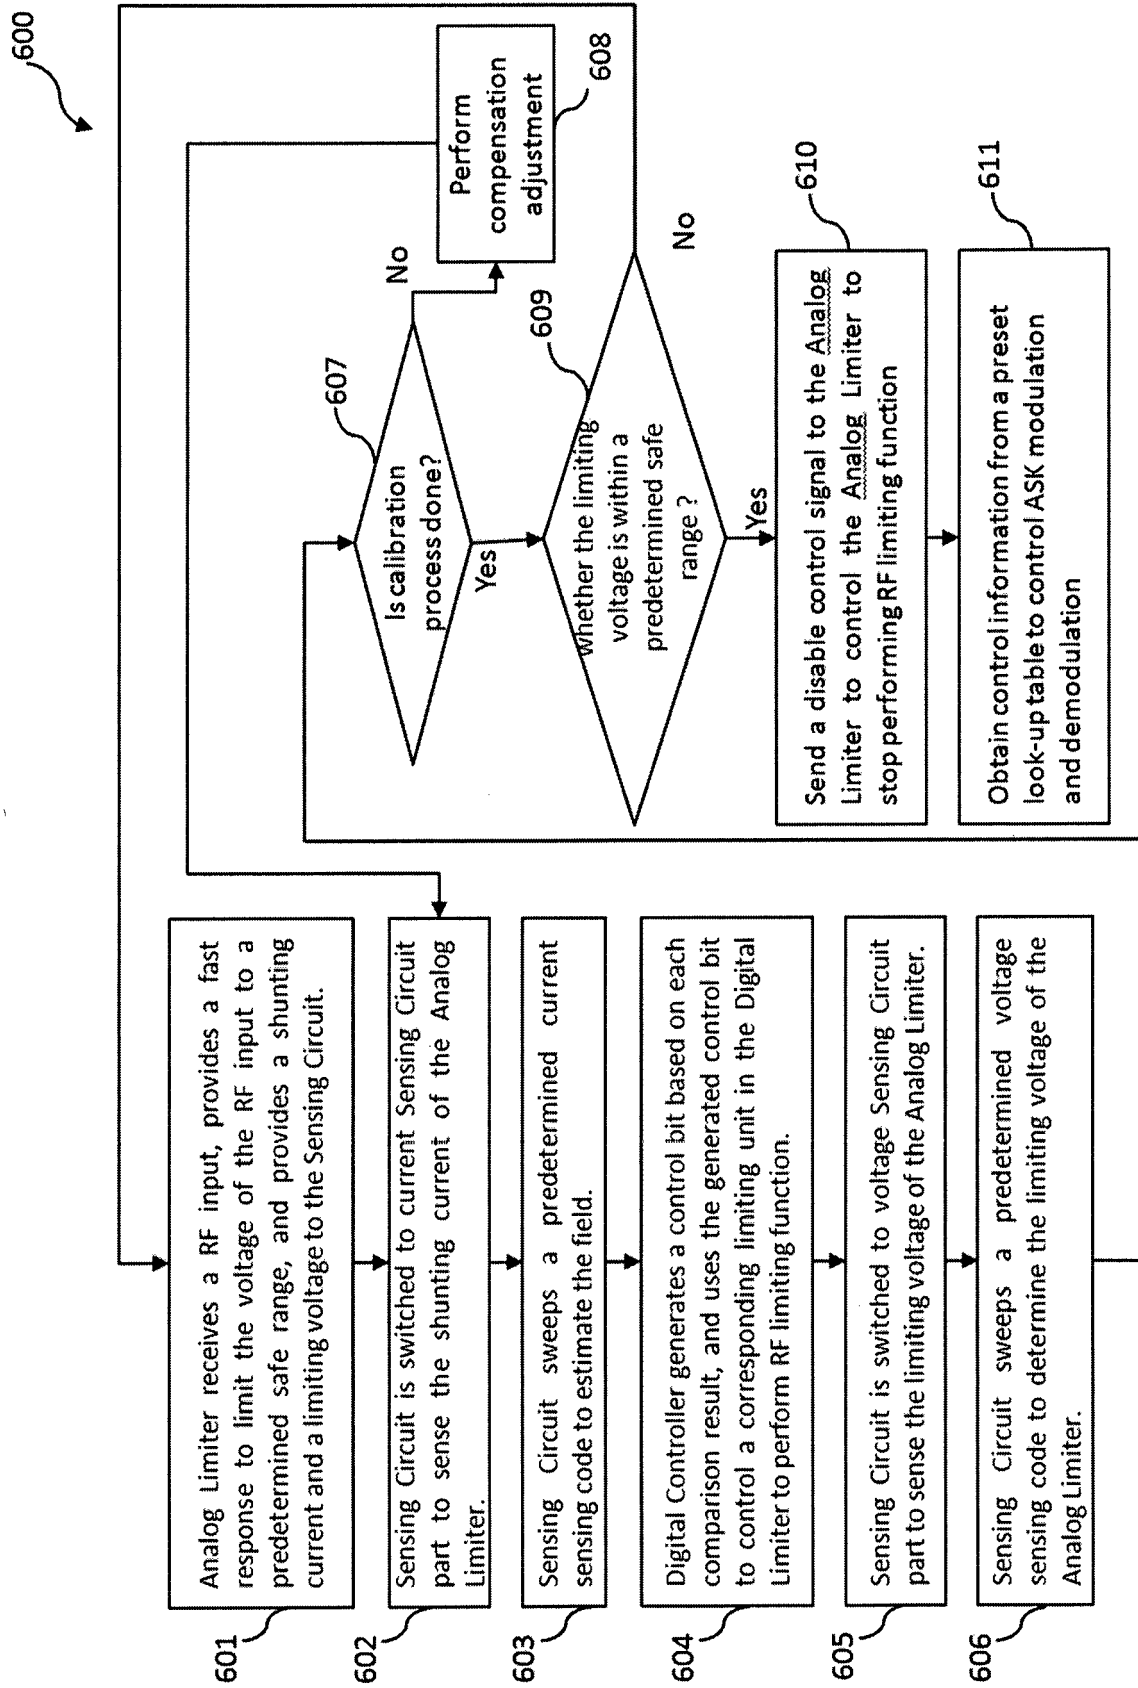 600
Analog Limiter receives a RF input, provides a fast
response to limit the voltage of the RF input to a
predetermined safe range, and provides a shunting
current and a limiting voltage to the Sensing Circuit.
601
Sensing Circuit is switched to current Sensing Circuit
part to sense the shunting current of the Analog
Limiter.
602
Sensing Circuit sweeps a predetermined current
sensing code to estimate the field.
603
Digital Controller generates a control bit based on each
comparison result, and uses the generated control bit
to control a corresponding limiting unit in the Digital
Limiter to perform RF limiting function.
604
Sensing Circuit is switched to voltage Sensing Circuit
part to sense the limiting voltage of the Analog Limiter.
605
Sensing Circuit sweeps a predetermined voltage
sensing code to determine the limiting voltage of the
Analog Limiter.
606
Is calibration
process done?
607
No
Yes
Perform
compensation
adjustment
608
whether the limiting
voltage is within a
predetermined safe
range ?
609
No
Yes
Send a disable control signal to the Analog
Limiter to control the Analog Limiter to
stop performing RF limiting function
610
Obtain control information from a preset
look-up table to control ASK modulation
and demodulation
611